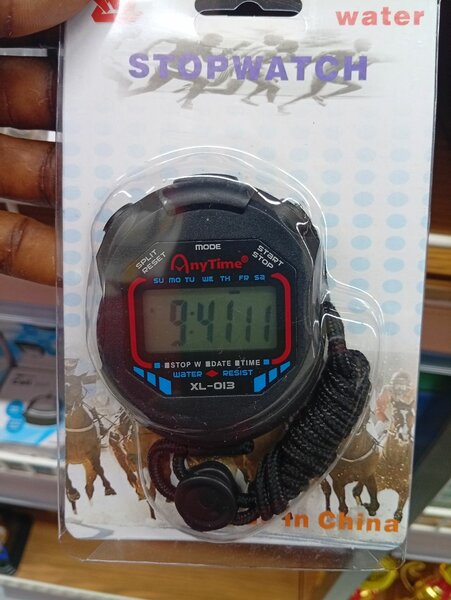 water
STOPWATCH
MODE
SPLIT
RESET
START
STOP
AnyTime®
SU MO TU WE TH FR SA
9:41 11
STOP W DATE TIME
WATER RESIST
XL-013
in China